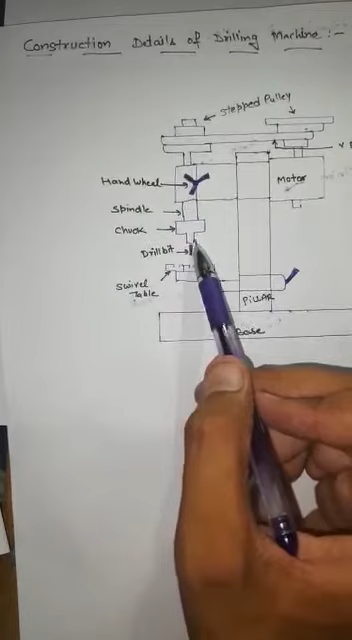 Construction Details of Drilling Machine :-
Stepped Pulley
Motor
Hand Wheel
Spindle
Chuck
Drill bit
Swivel
Table
PILLAR
Base